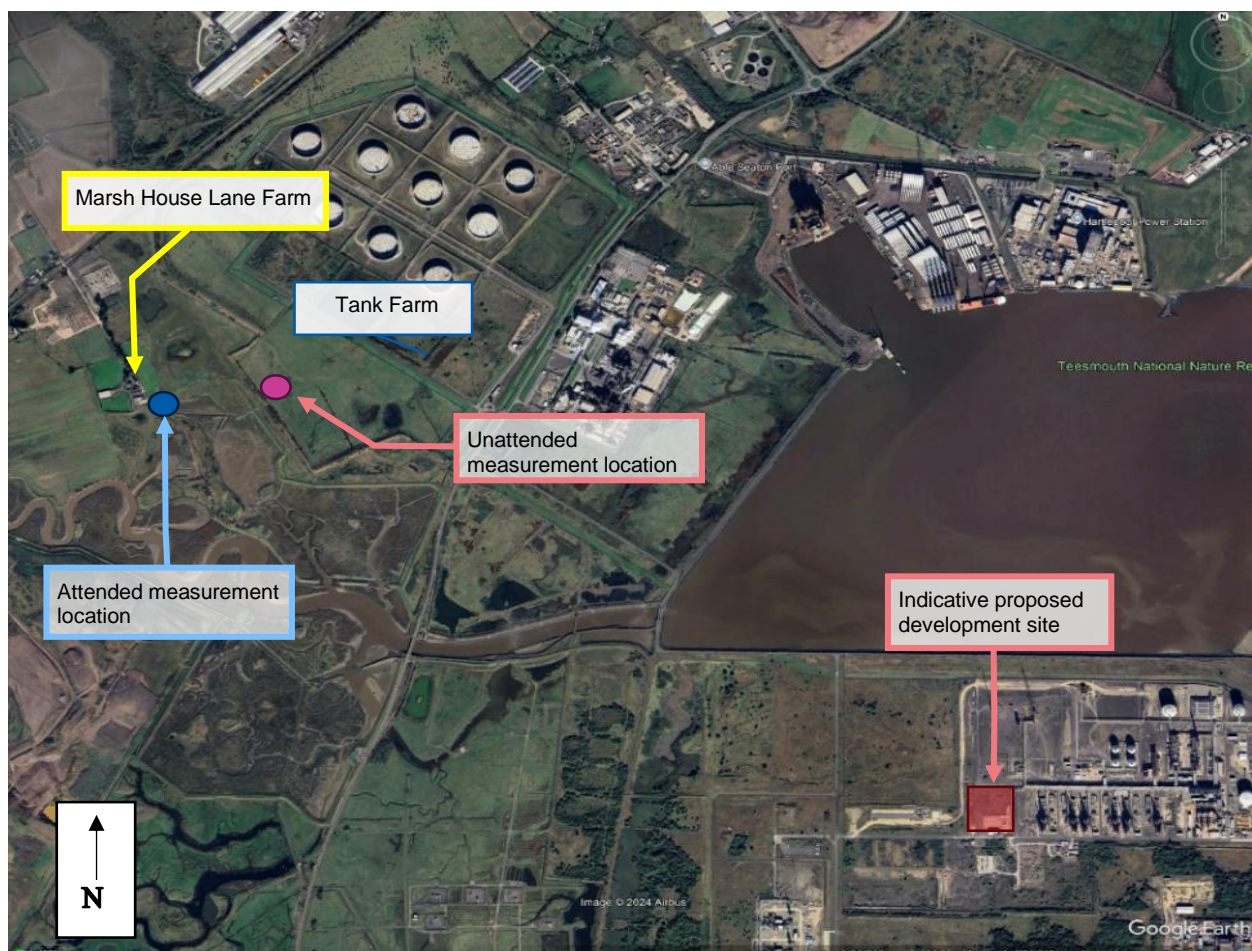 N
Able Seaton Port
Marsh House Lane Farm
Hartlepool Power Station
Tank Farm
Teesmouth National Nature Re
Unattended
measurement location
Attended measurement
location
Indicative proposed
development site
N
Image © 2024 Airbus
Google Earth